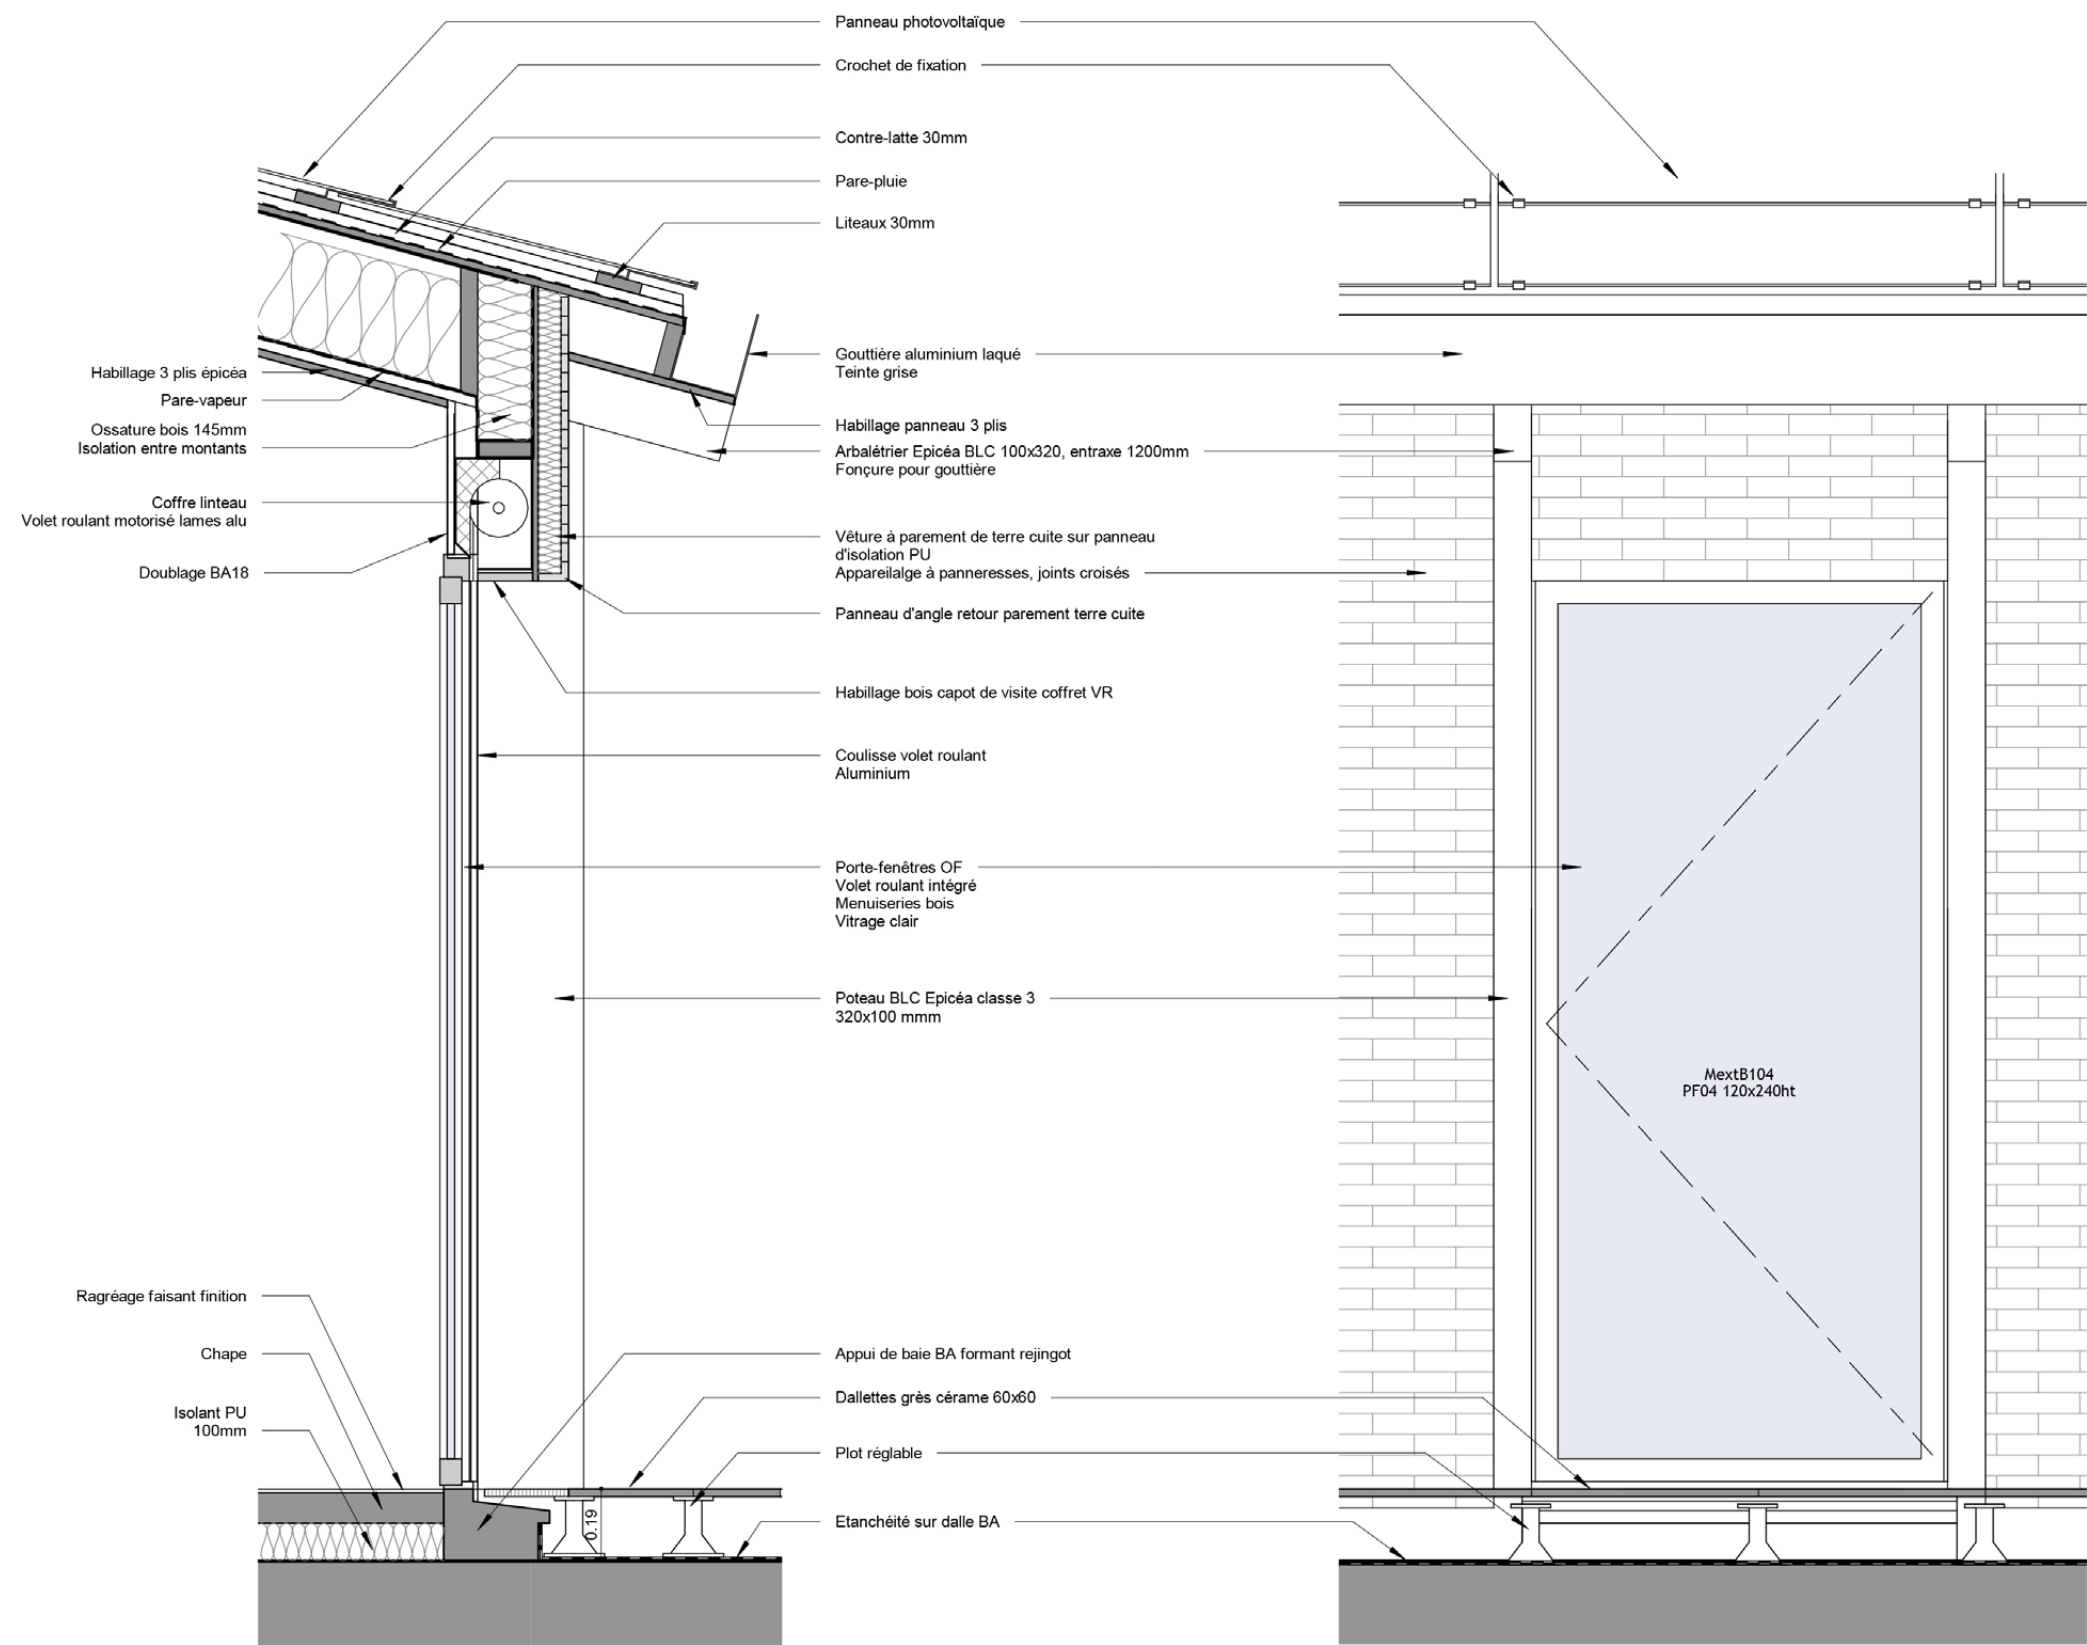 Panneau photovoltaïque
Crochet de fixation
Contre-latte 30mm
Pare-pluie
Liteaux 30mm
Gouttière aluminium laqué
Teinte grise
Habillage panneau 3 plis
Arbalétrier Epicéa BLC 100x320, entraxe 1200mm
Fonçure pour gouttière
Vêture à parement de terre cuite sur panneau
d'isolation PU
Appareilalge à panneresses, joints croisés
Panneau d'angle retour parement terre cuite
Habillage bois capot de visite coffret VR
Coulisse volet roulant
Aluminium
Porte-fenêtres OF
Volet roulant intégré
Menuiseries bois
Vitrage clair
Poteau BLC Epicéa classe 3
320x100 mmm
Appui de baie BA formant rejingot
Dallettes grès cérame 60x60
Plot réglable
Etanchéité sur dalle BA
Habillage 3 plis épicéa
Pare-vapeur
Ossature bois 145mm
Isolation entre montants
Coffre linteau
Volet roulant motorisé lames alu
Doublage BA18
Ragréage faisant finition
Chape
Isolant PU
100mm
0.19
MextB104
PF04 120x240ht